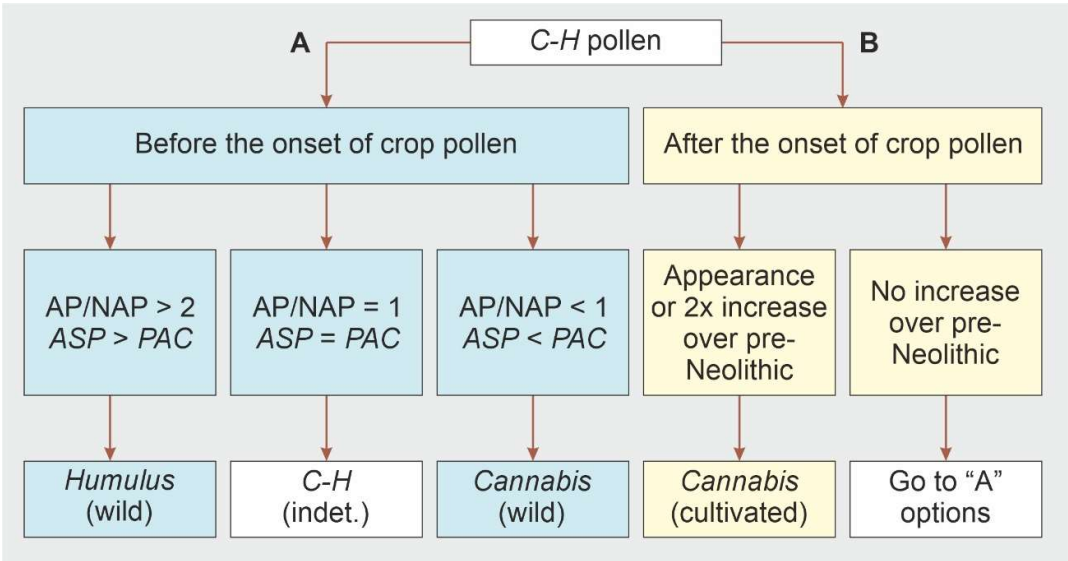 A
C-H pollen
B
Before the onset of crop pollen
After the onset of crop pollen
AP/NAP > 2
ASP > PAC
AP/NAP = 1
ASP = PAC
AP/NAP < 1
ASP < PAC
Appearance
or 2x increase
over pre-
Neolithic
No increase
over pre-
Neolithic
Humulus
(wild)
C-H
(indet.)
Cannabis
(wild)
Cannabis
(cultivated)
Go to “A”
options